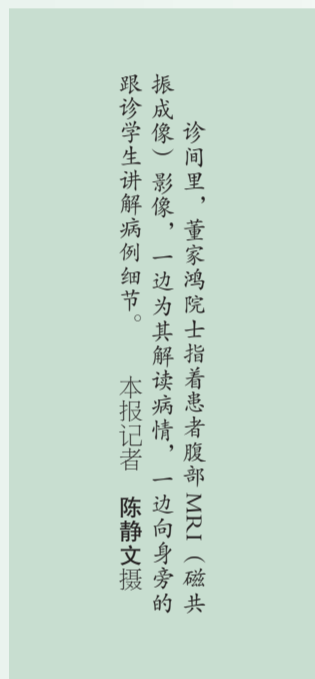 诊间里，董家鸿院士指着患者腹部MRI（磁共
振成像）影像，一边为其解读病情，一边向身旁的
跟诊学生讲解病例细节。 本报记者 陈静文摄